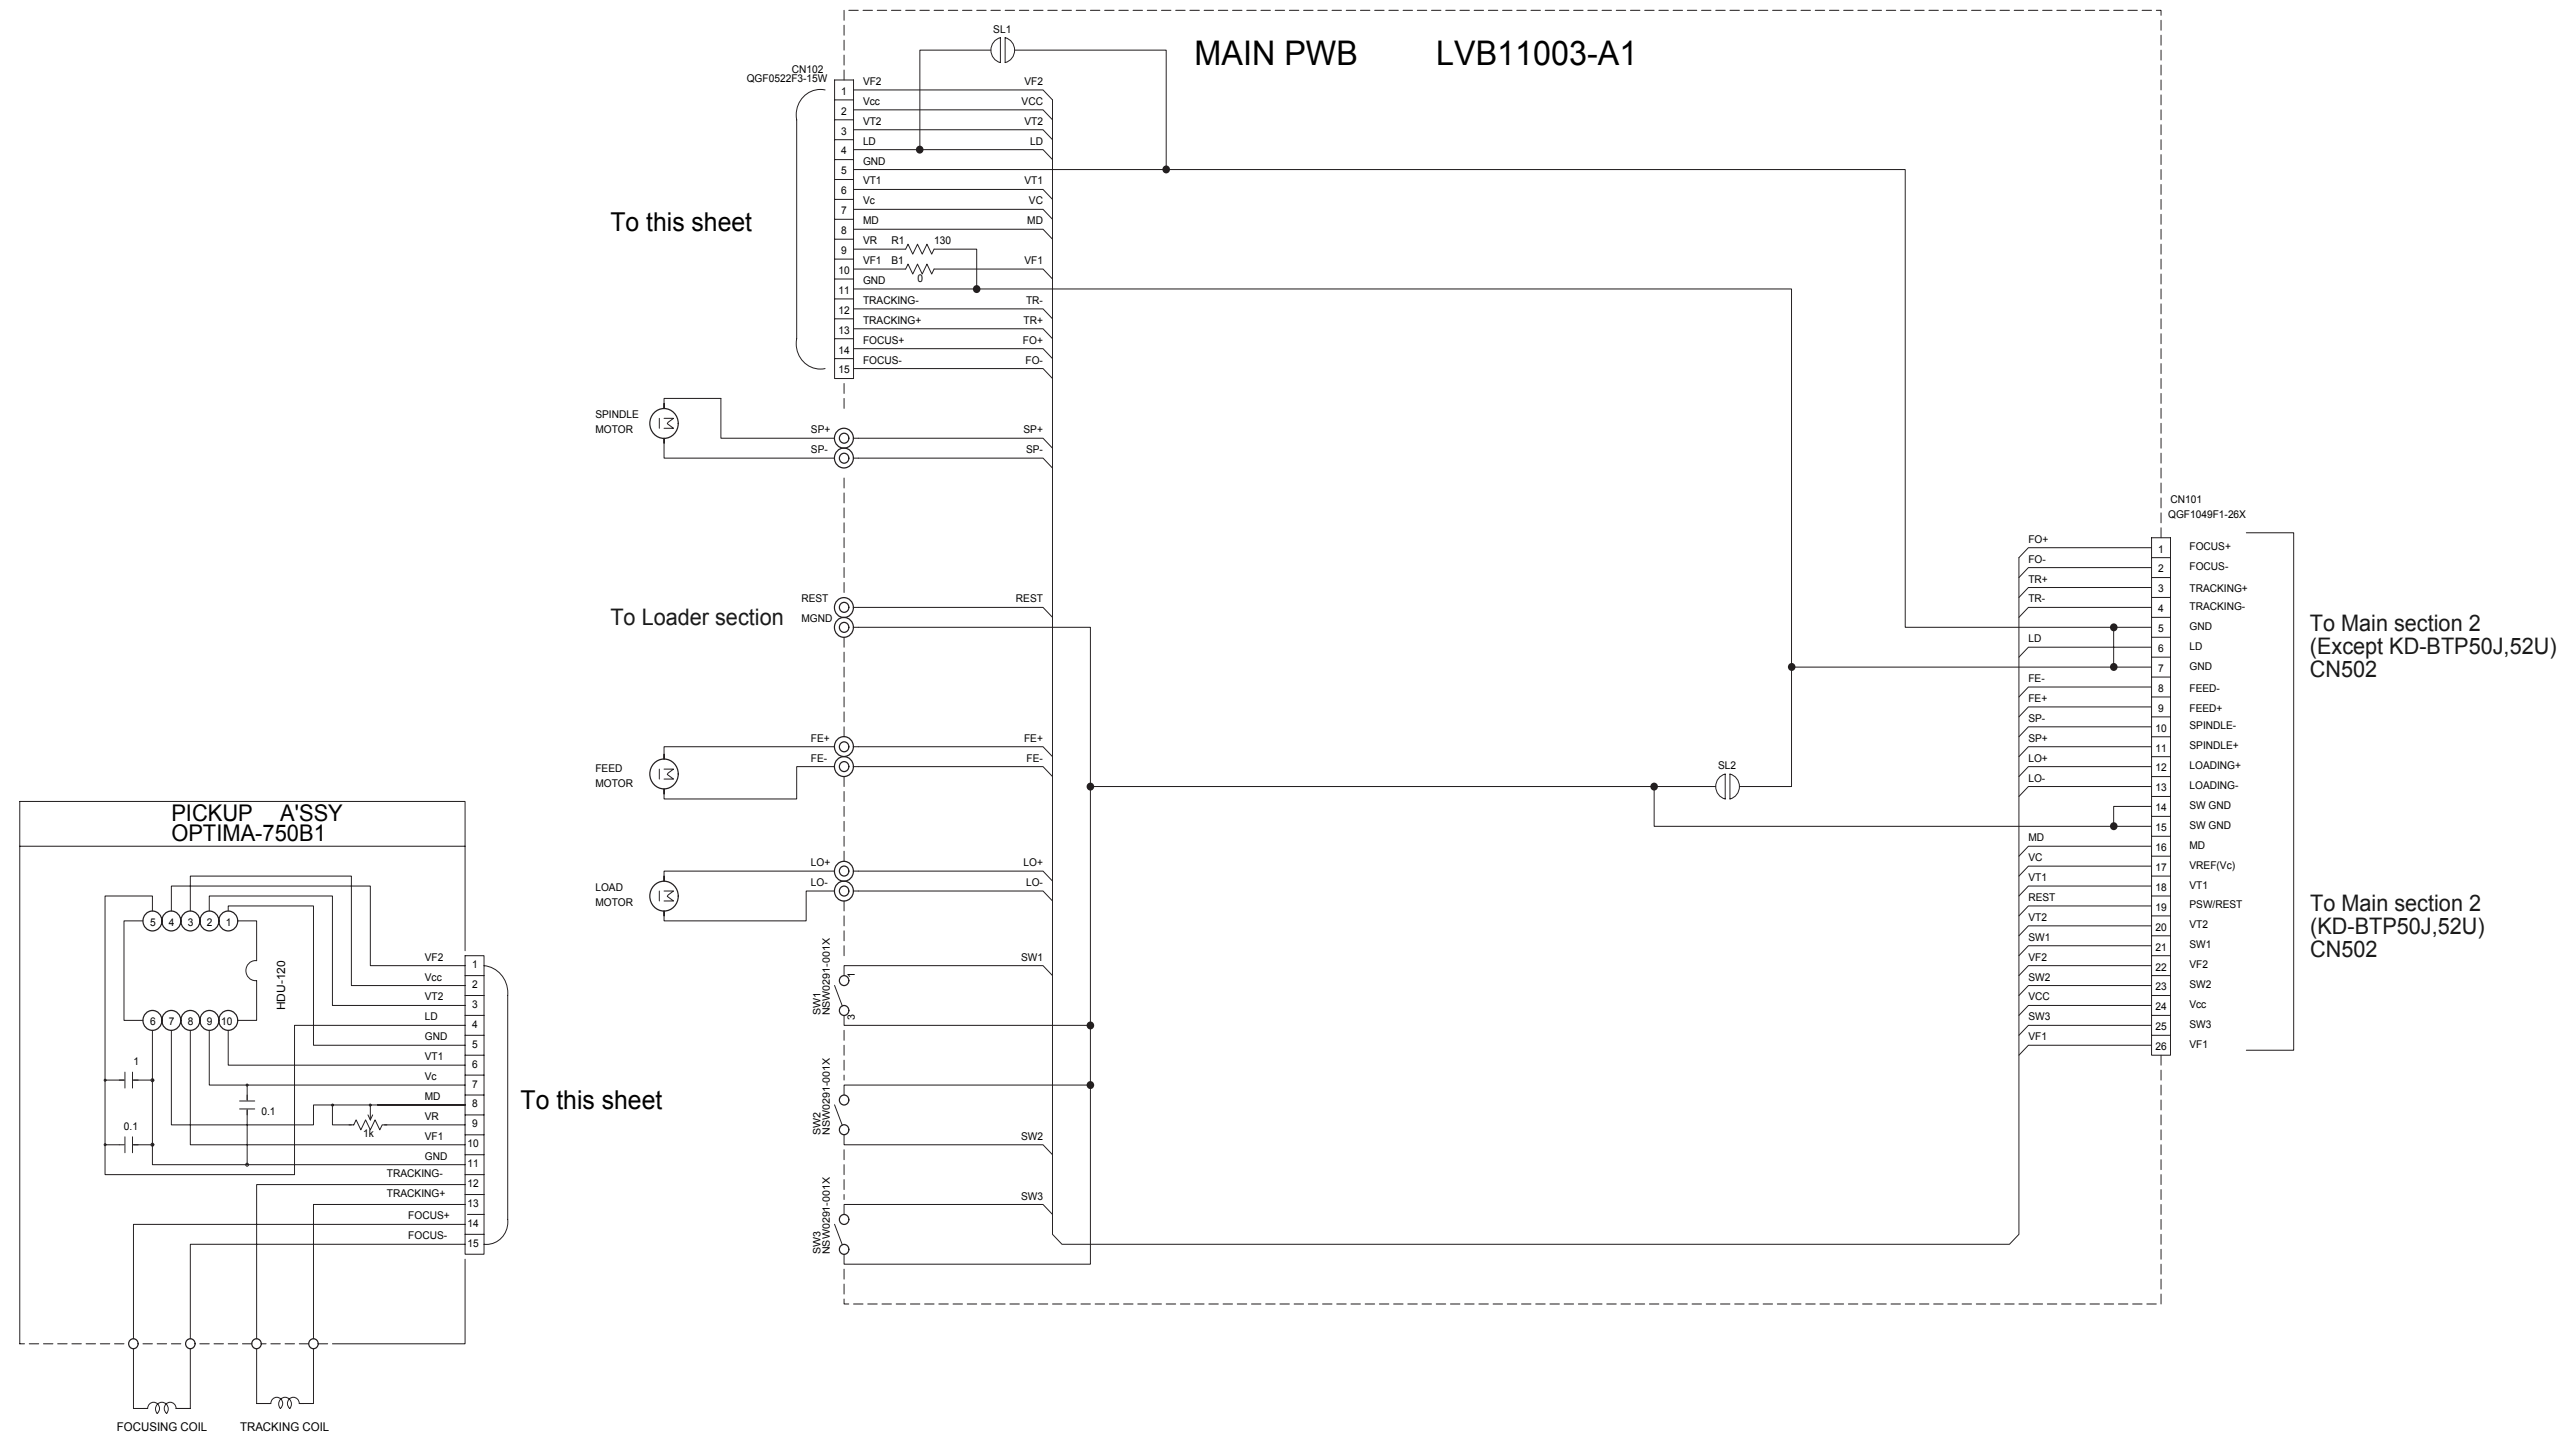 MAIN PWB LVB11003-A1
SL1
CN102
QGF0522F3-15W
1 VF2 VF2
2 Vcc VCC
3 VT2 VT2
4 LD LD
5 GND
6 VT1 VT1
7 Vc VC
8 MD MD
9 VR R1 130
10 VF1 B1 0 VF1
11 GND
12 TRACKING- TR-
13 TRACKING+ TR+
14 FOCUS+ FO+
15 FOCUS- FO-
To this sheet
SPINDLE
MOTOR
M
SP+ SP+
SP- SP-
To Loader section
REST REST
MGND
FEED
MOTOR
M
FE+ FE+
FE- FE-
LOAD
MOTOR
M
LO+ LO+
LO- LO-
SW1
NSW0291-001X
1
3
SW1
SW2
NSW0291-001X
SW2
SW3
NSW0291-001X
SW3
SL2
CN101
QGF1049F1-26X
FO+ 1 FOCUS+
FO- 2 FOCUS-
TR+ 3 TRACKING+
TR- 4 TRACKING-
5 GND
LD 6 LD
7 GND
FE- 8 FEED-
FE+ 9 FEED+
SP- 10 SPINDLE-
SP+ 11 SPINDLE+
LO+ 12 LOADING+
LO- 13 LOADING-
14 SW GND
15 SW GND
MD 16 MD
VC 17 VREF(Vc)
VT1 18 VT1
REST 19 PSW/REST
VT2 20 VT2
SW1 21 SW1
VF2 22 VF2
SW2 23 SW2
VCC 24 Vcc
SW3 25 SW3
VF1 26 VF1
To Main section 2
(Except KD-BTP50J,52U)
CN502
To Main section 2
(KD-BTP50J,52U)
CN502
PICKUP A'SSY
OPTIMA-750B1
5 4 3 2 1
HDU-120
6 7 8 9 10
1
0.1
0.1
1k
VF2 1
Vcc 2
VT2 3
LD 4
GND 5
VT1 6
Vc 7
MD 8
VR 9
VF1 10
GND 11
TRACKING- 12
TRACKING+ 13
FOCUS+ 14
FOCUS- 15
To this sheet
FOCUSING COIL TRACKING COIL